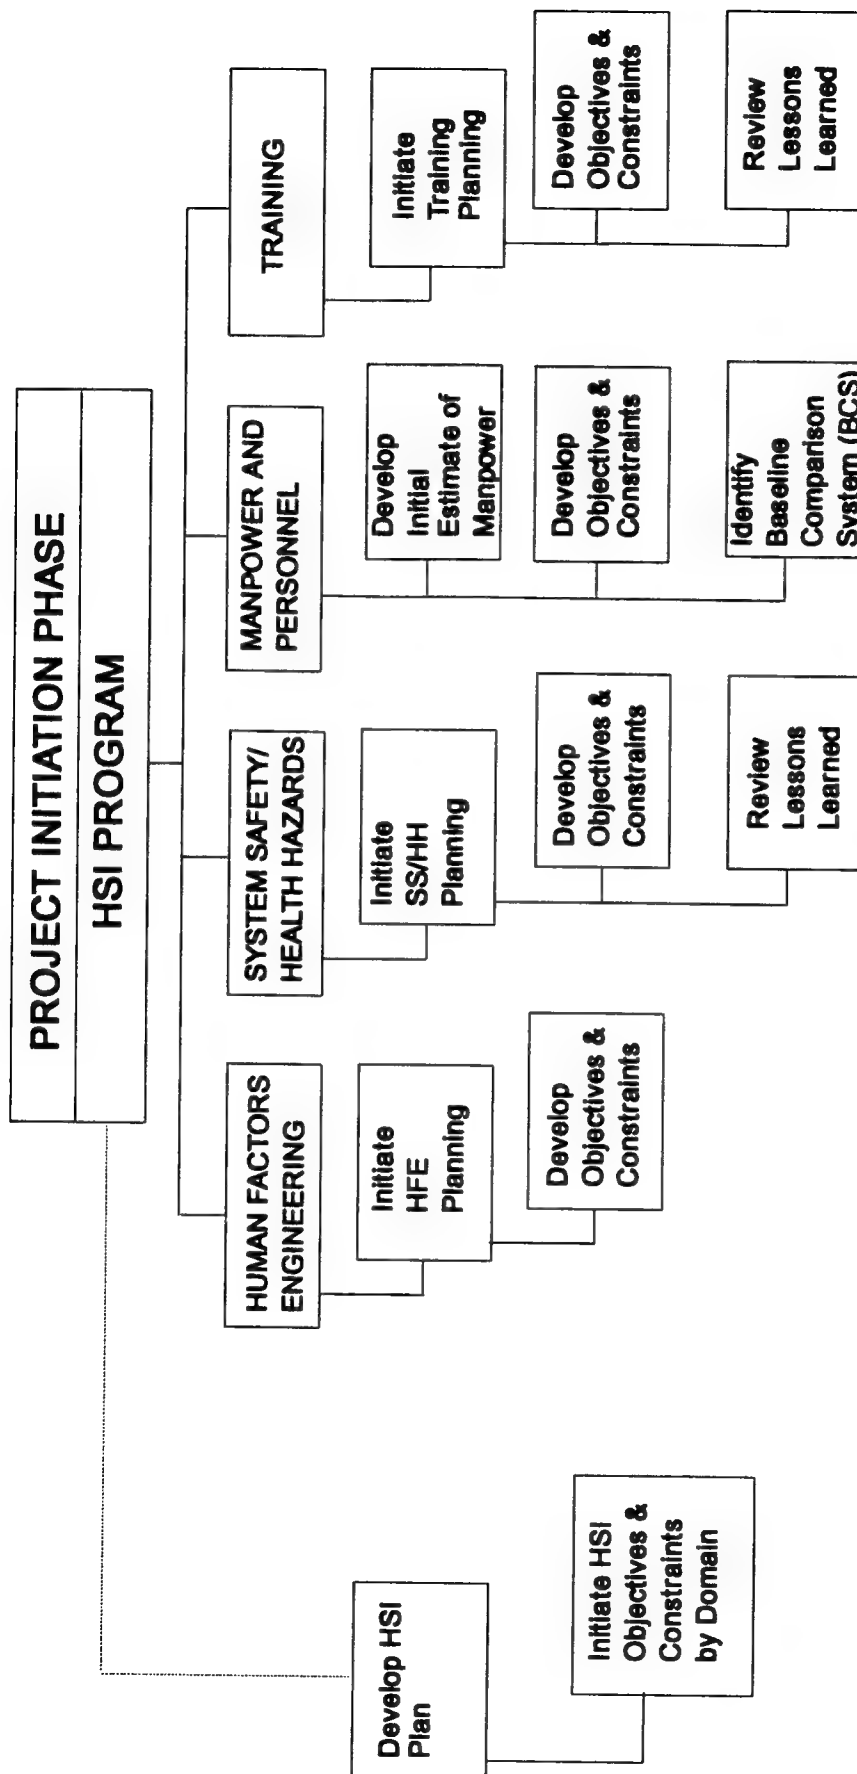 PROJECT INITIATION PHASE
HSI PROGRAM
Develop HSI
Plan
Initiate HSI
Objectives &
Constraints
by Domain
HUMAN FACTORS
ENGINEERING
Initiate
HFE
Planning
Develop
Objectives &
Constraints
SYSTEM SAFETY/
HEALTH HAZARDS
Initiate
SS/HH
Planning
Develop
Objectives &
Constraints
Review
Lessons
Learned
MANPOWER AND
PERSONNEL
Develop
Initial
Estimate of
Manpower
Develop
Objectives &
Constraints
Identify
Baseline
Comparison
System (BCS)
TRAINING
Initiate
Training
Planning
Develop
Objectives &
Constraints
Review
Lessons
Learned